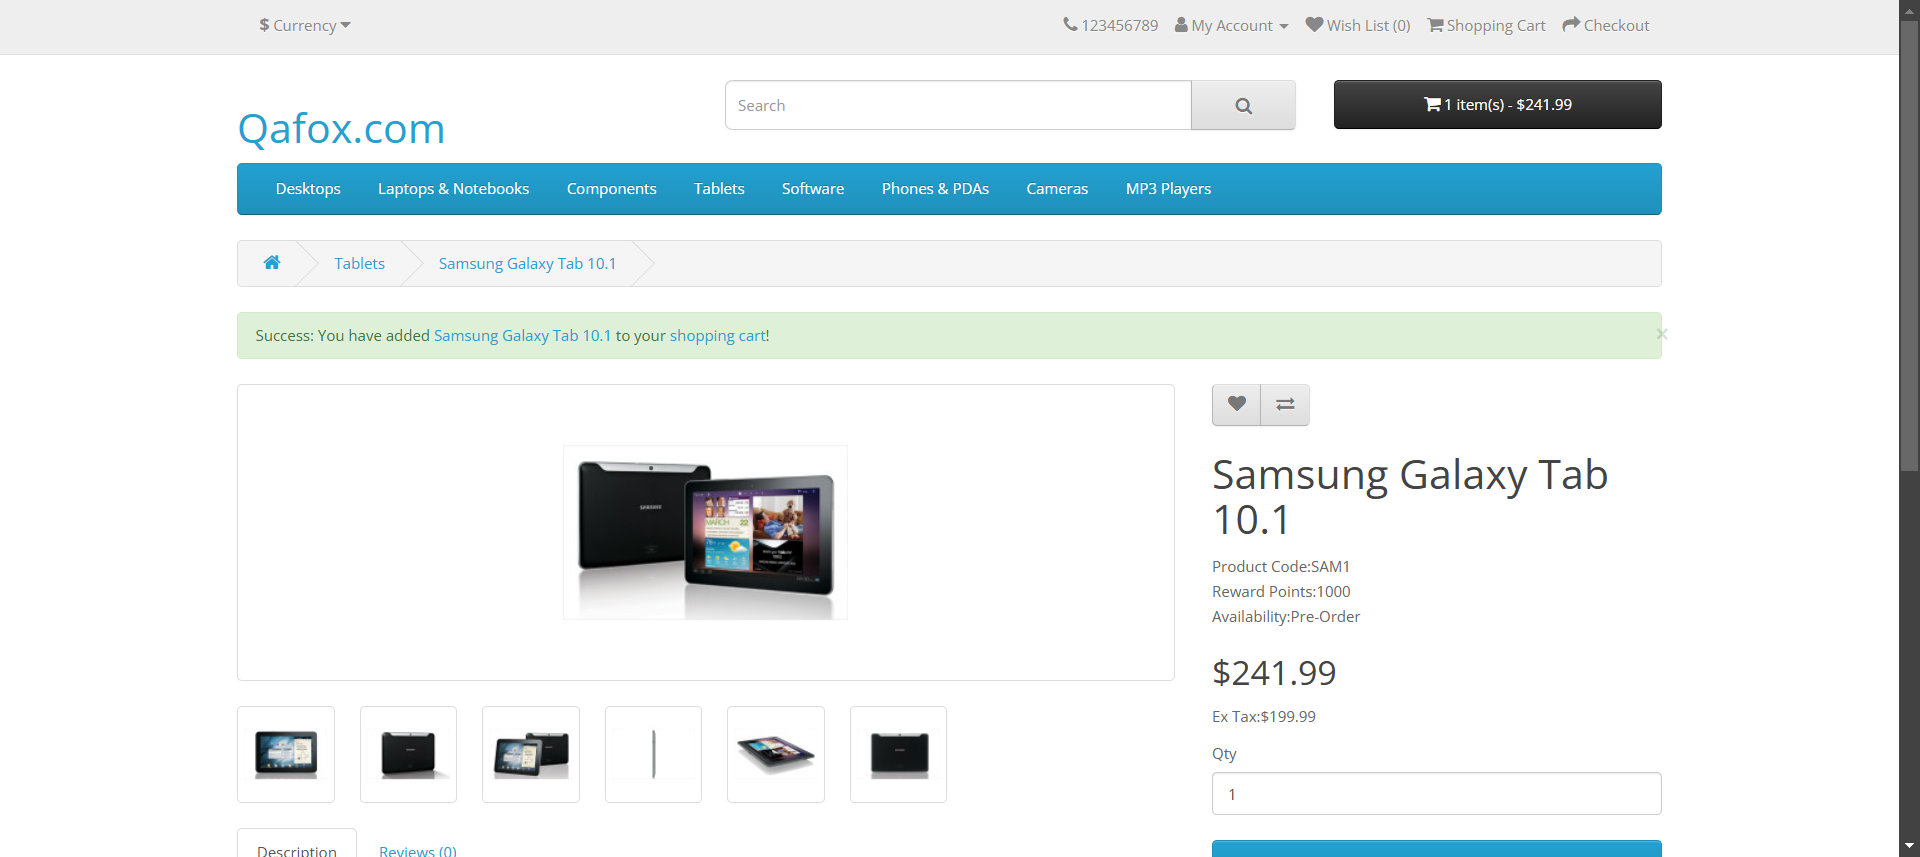 $ Currency
123456789 My Account Wish List (0) Shopping Cart Checkout
Qafox.com
Search
1 item(s) - $241.99
Desktops Laptops & Notebooks Components Tablets Software Phones & PDAs Cameras MP3 Players
Tablets Samsung Galaxy Tab 10.1
Success: You have added Samsung Galaxy Tab 10.1 to your shopping cart!
×
SAMSUNG
MARCH 22
Samsung Galaxy Tab
10.1
Product Code:SAM1
Reward Points:1000
Availability:Pre-Order
$241.99
Ex Tax:$199.99
Qty
1
Description Reviews (0)